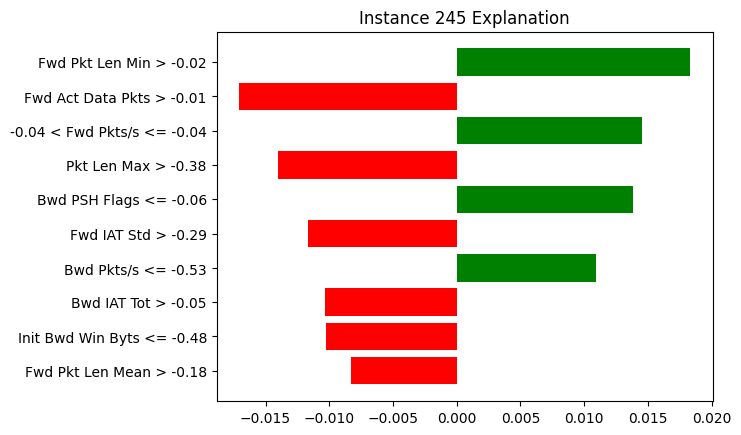 Instance 245 Explanation
Fwd Pkt Len Min > -0.02
Fwd Act Data Pkts > -0.01
-0.04 < Fwd Pkts/s <= -0.04
Pkt Len Max > -0.38
Bwd PSH Flags <= -0.06
Fwd IAT Std > -0.29
Bwd Pkts/s <= -0.53
Bwd IAT Tot > -0.05
Init Bwd Win Byts <= -0.48
Fwd Pkt Len Mean > -0.18
−0.015 −0.010 −0.005 0.000 0.005 0.010 0.015 0.020